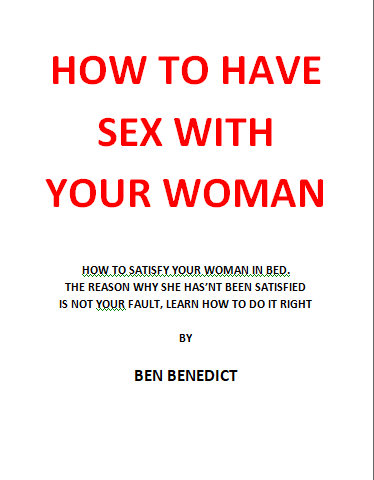 HOW TO HAVE
SEX WITH
YOUR WOMAN
HOW TO SATISFY YOUR WOMAN IN BED.
THE REASON WHY SHE HAS’NT BEEN SATISFIED
IS NOT YOUR FAULT, LEARN HOW TO DO IT RIGHT
BY
BEN BENEDICT